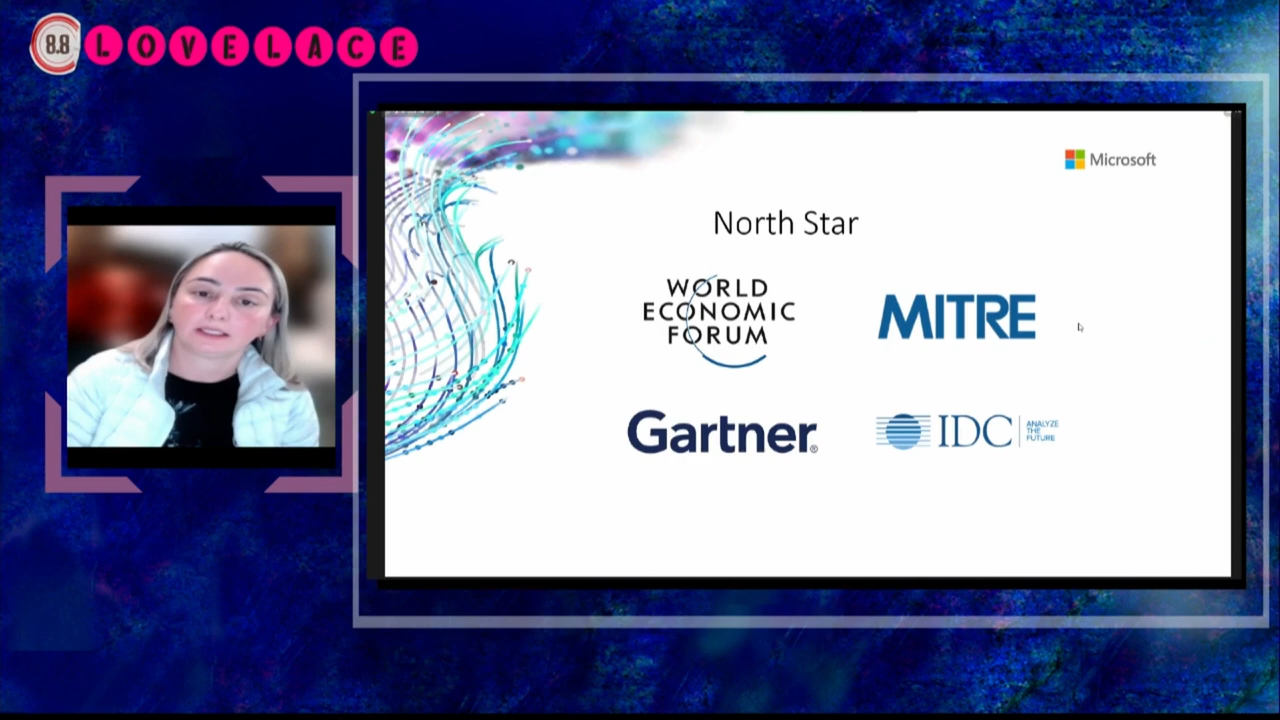 8.8
LOVELACE
Microsoft
North Star
WORLD
ECONOMIC
FORUM
MITRE
Gartner®
IDC
ANALYZE
THE
FUTURE